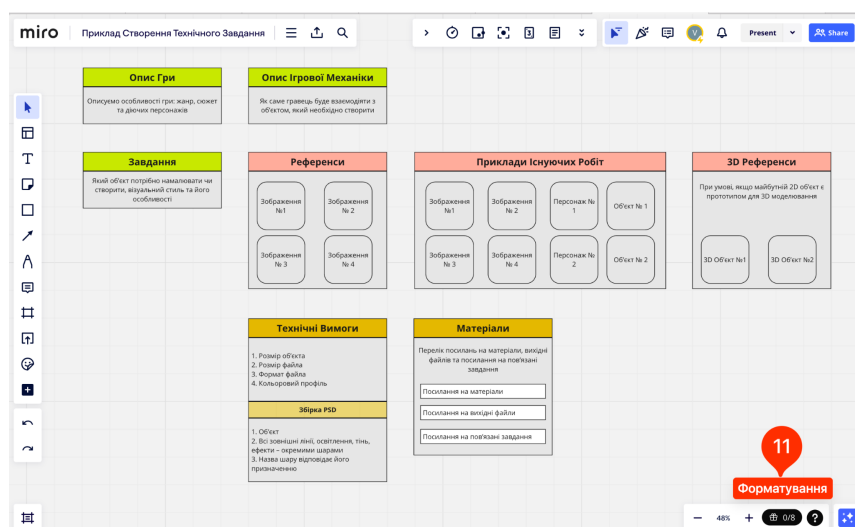 miro
Приклад Створення Технічного Завдання
3
V
Present
Share
Опис Гри
Описуємо особливості гри: жанр, сюжет
та діючих персонажів
Опис Ігрової Механіки
Як саме гравець буде взаємодіяти з
об'єктом, який необхідно створити
Завдання
Який об'єкт потрібно намалювати чи
створити, візуальний стиль та його
особливості
Референси
Зображення
№1
Зображення
№ 2
Зображення
№ 3
Зображення
№ 4
Приклади Існуючих Робіт
Зображення
№1
Зображення
№ 2
Персонаж №
1
Об'єкт № 1
Зображення
№ 3
Зображення
№ 4
Персонаж №
2
Об'єкт № 2
3D Референси
При умові, якщо майбутній 2D об'єкт є
прототипом для 3D моделювання
3D Об'єкт №1
3D Об'єкт №2
Технічні Вимоги
1. Розмір об'єкта
2. Розмір файла
3. Формат файла
4. Кольоровий профіль
Збірка PSD
1. Об'єкт
2. Всі зовнішні лінії, освітлення, тінь,
ефекти – окремими шарами
3. Назва шару відповідає його
призначенню
Матеріали
Перелік посилань на матеріали, вихідні
файлів та посилання на пов'язані
завдання
Посилання на матеріали
Посилання на вихідні файли
Посилання на пов'язані завдання
11
Форматування
48%
0/8
?